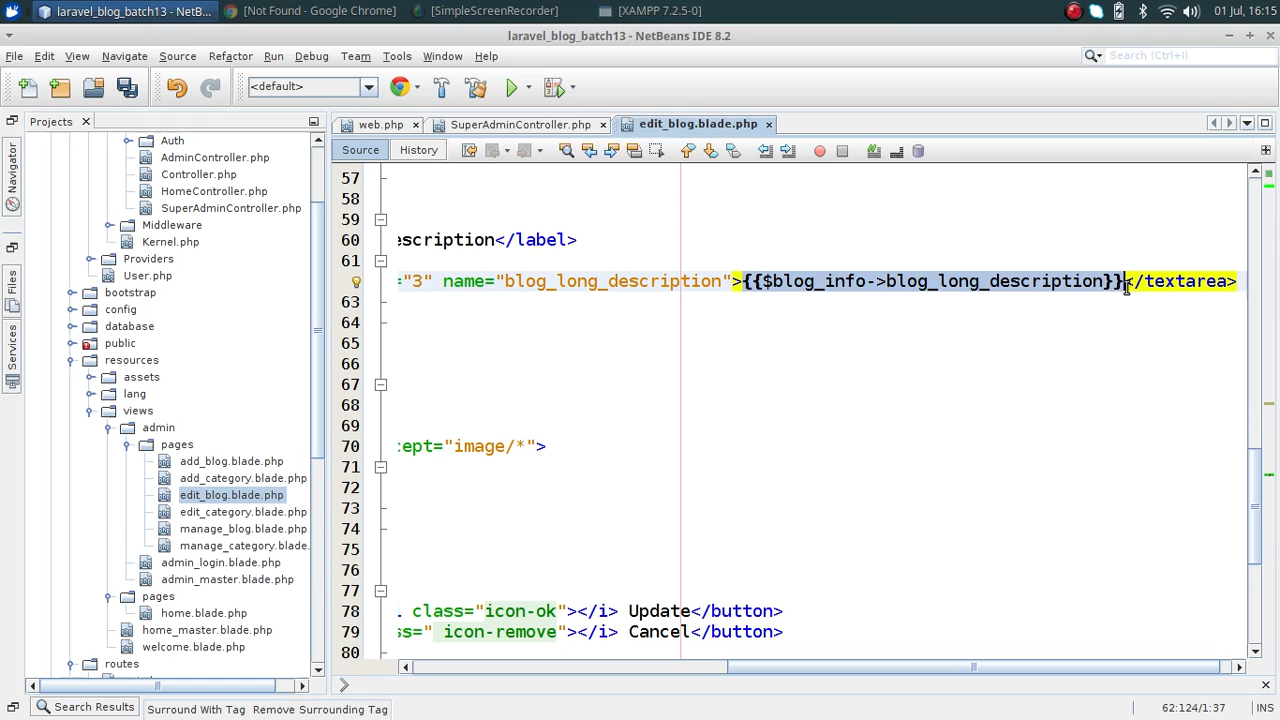 laravel_blog_batch13 - NetB... [Not Found - Google Chrome] [SimpleScreenRecorder] [XAMPP 7.2.5-0] 01 Jul, 16:15
laravel_blog_batch13 - NetBeans IDE 8.2
File Edit View Navigate Source Refactor Run Debug Team Tools Window Help Search (Ctrl+I)
<default>
Projects web.php SuperAdminController.php edit_blog.blade.php
Source History
Navigator
Files
Services
Auth
AdminController.php
Controller.php
HomeController.php
SuperAdminController.php
Middleware
Kernel.php
Providers
User.php
bootstrap
config
database
public
resources
assets
lang
views
admin
pages
add_blog.blade.php
add_category.blade.php
edit_blog.blade.php
edit_category.blade.php
manage_blog.blade.php
manage_category.blade.
admin_login.blade.php
admin_master.blade.php
pages
home.blade.php
home_master.blade.php
welcome.blade.php
routes
57
58
59
60 escription</label>
61
="3" name="blog_long_description">{{$blog_info->blog_long_description}}</textarea>
63
64
65
66
67
68
69
70 cept="image/*">
71
72
73
74
75
76
77
78 class="icon-ok"></i> Update</button>
79 ss=" icon-remove"></i> Cancel</button>
80
Search Results Surround With Tag Remove Surrounding Tag 62:124/1:37 INS